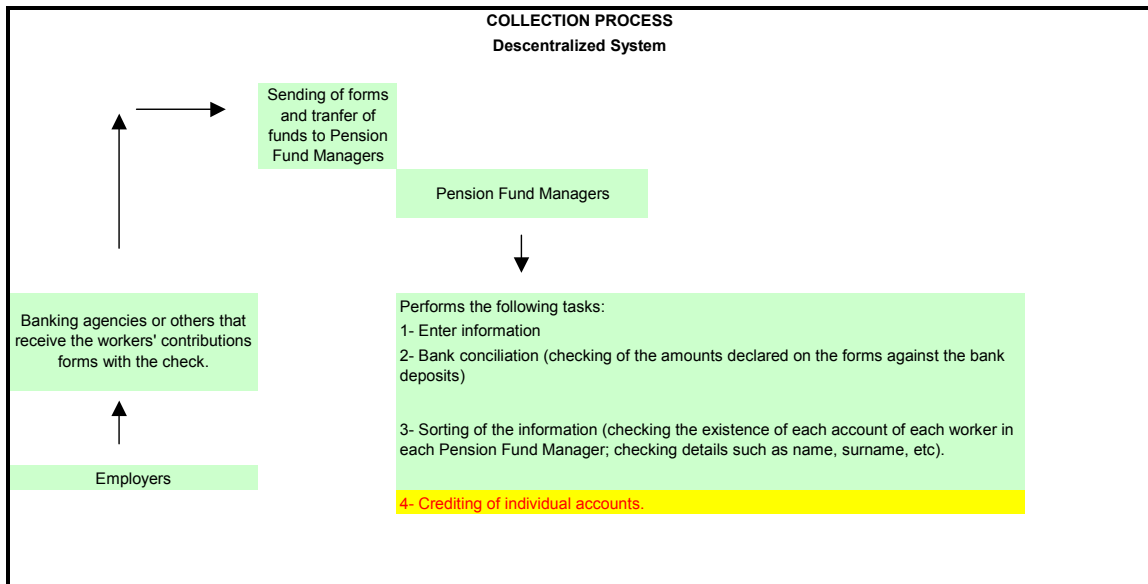 COLLECTION PROCESS
Descentralized System
Sending of forms
and tranfer of
funds to Pension
Fund Managers
Pension Fund Managers
Banking agencies or others that
receive the workers' contributions
forms with the check.
Employers
Performs the following tasks:
1- Enter information
2- Bank conciliation (checking of the amounts declared on the forms against the bank
deposits)
3- Sorting of the information (checking the existence of each account of each worker in
each Pension Fund Manager; checking details such as name, surname, etc).
4- Crediting of individual accounts.